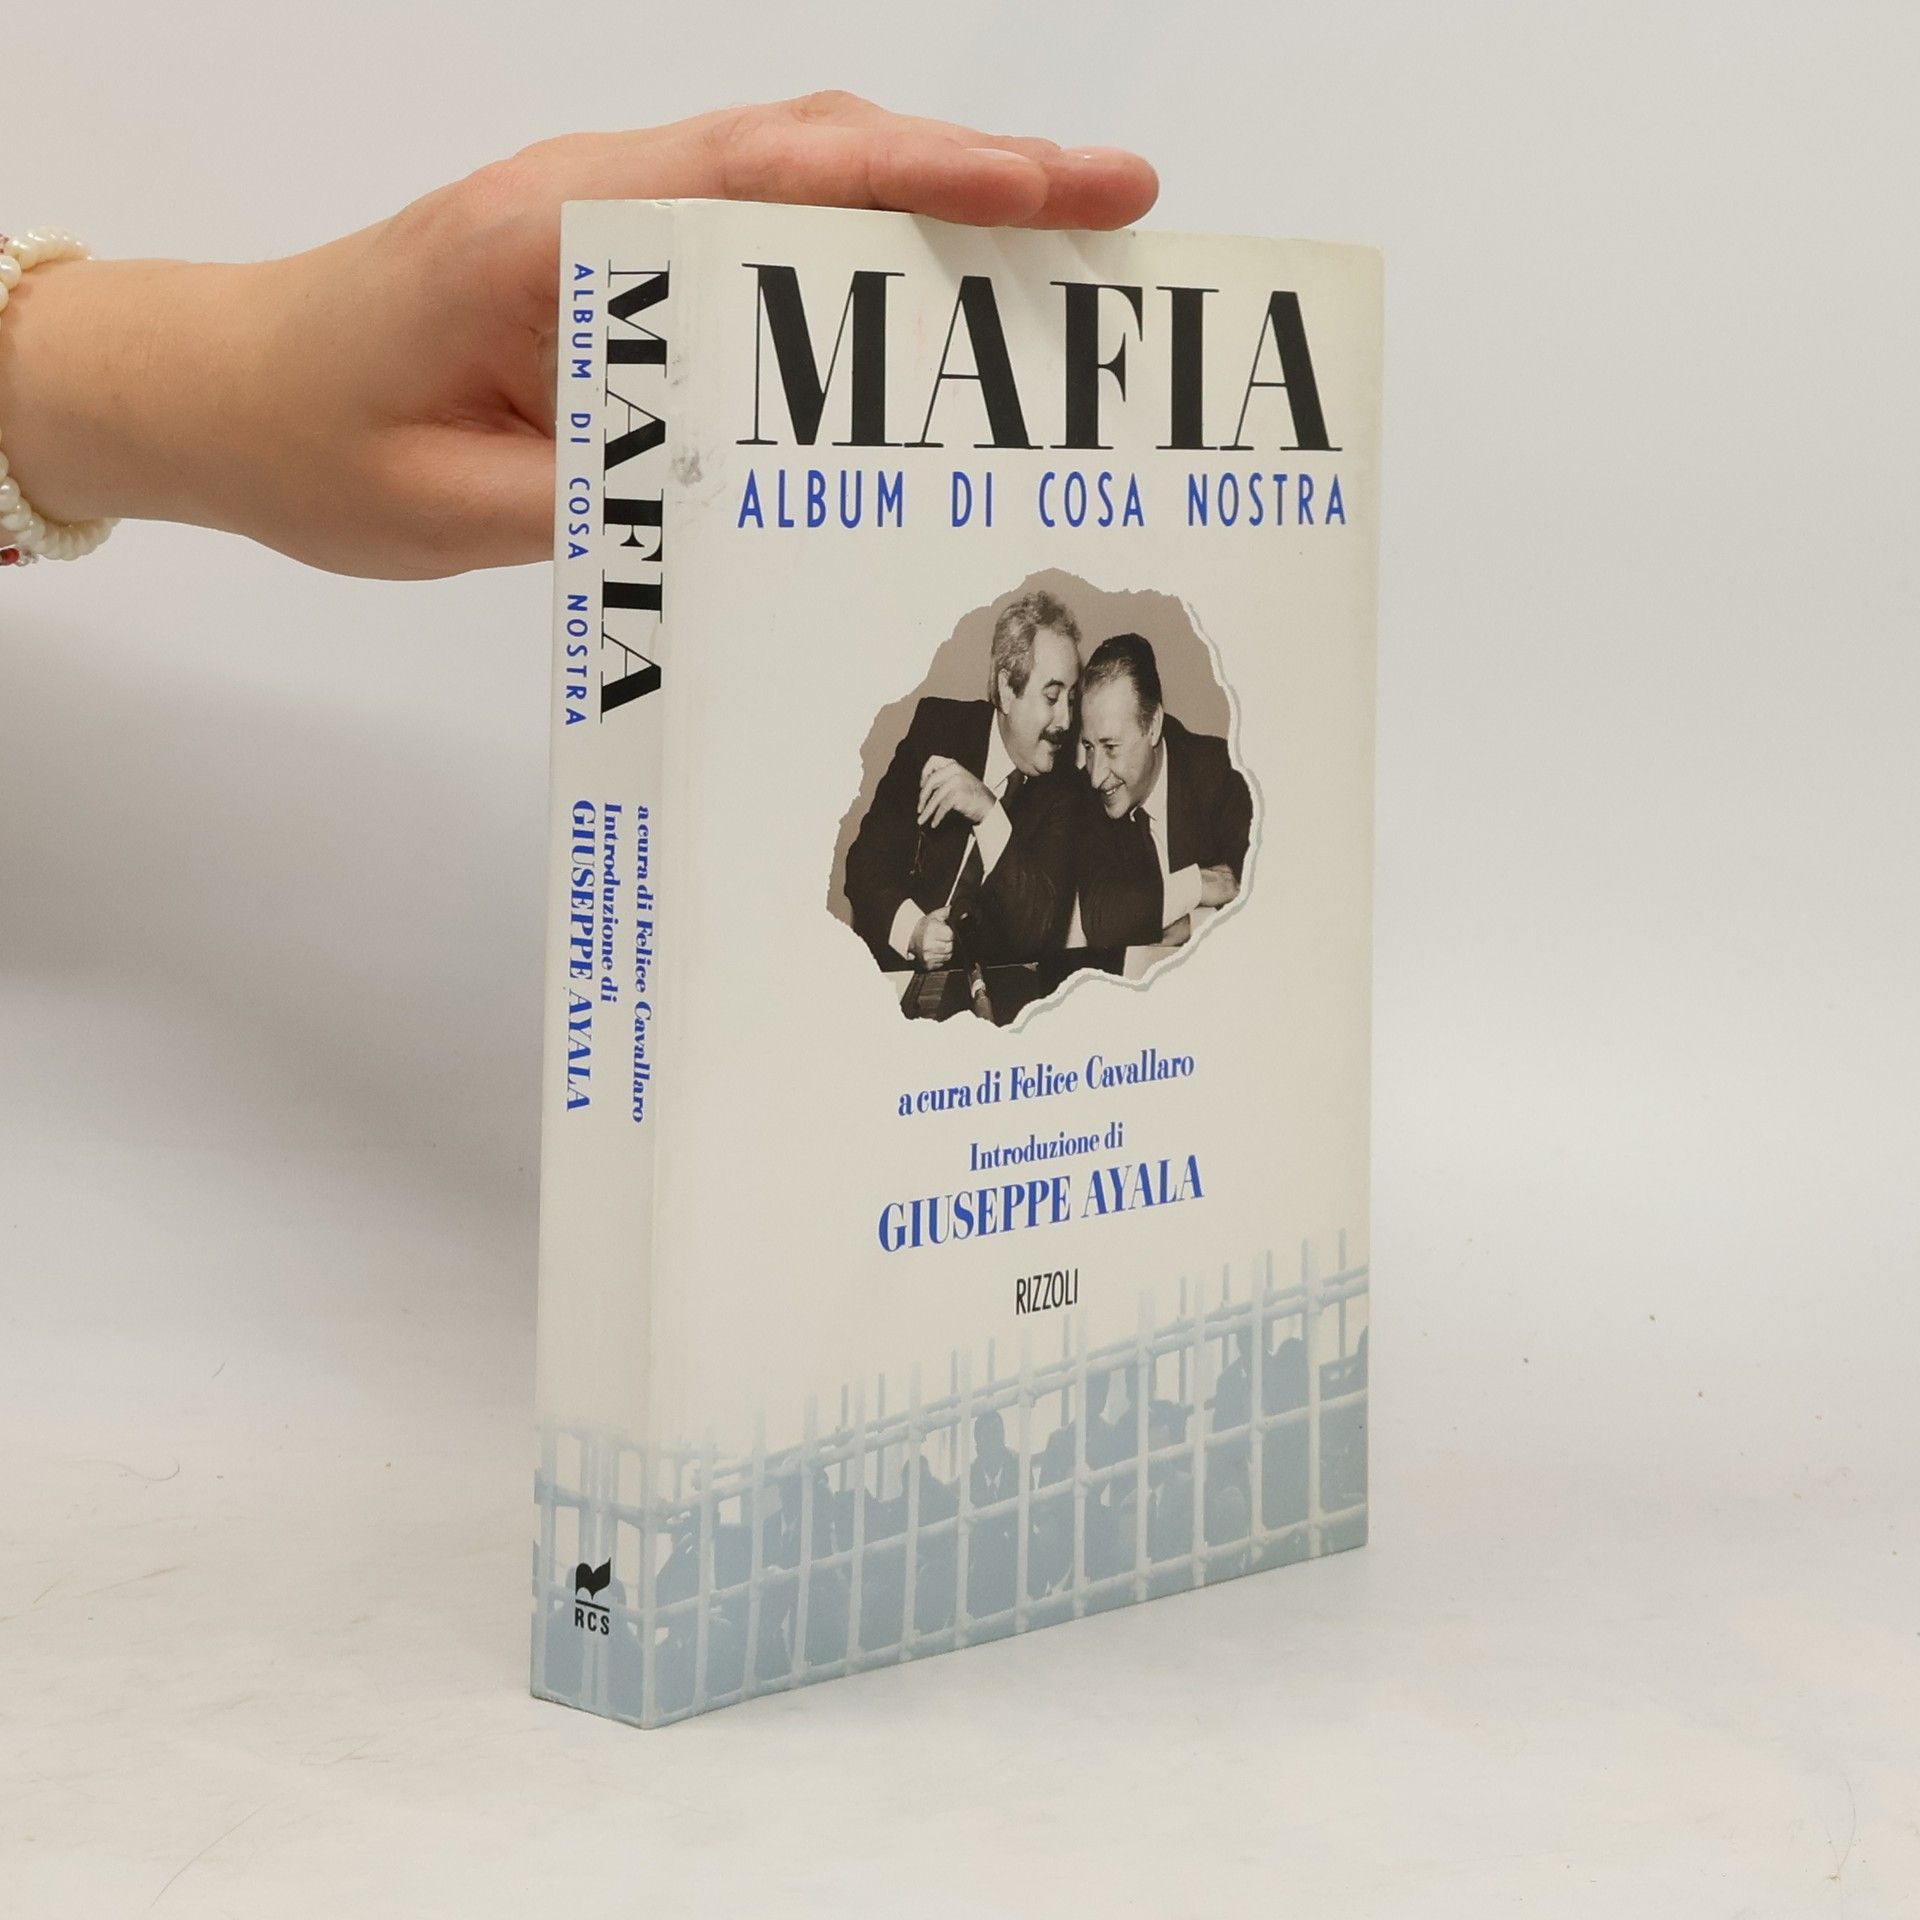 MAFIA
ALBUM DI COSA NOSTRA
a cura di Felice Cavallaro
Introduzione di
GIUSEPPE AYALA
RIZZOLI
MAFIA
ALBUM DI COSA NOSTRA
a cura di Felice Cavallaro
Introduzione di
GIUSEPPE AYALA
RCS